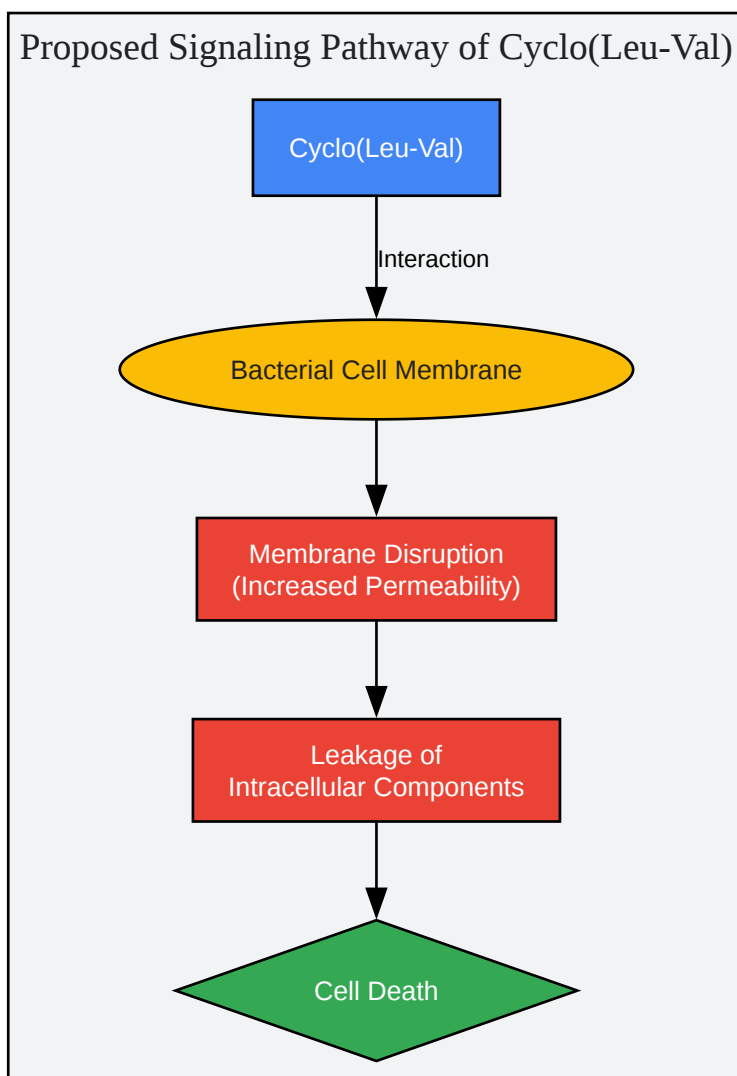 Proposed Signaling Pathway of Cyclo(Leu-Val)
Cyclo(Leu-Val)
Interaction
Bacterial Cell Membrane
Membrane Disruption
(Increased Permeability)
Leakage of
Intracellular Components
Cell Death